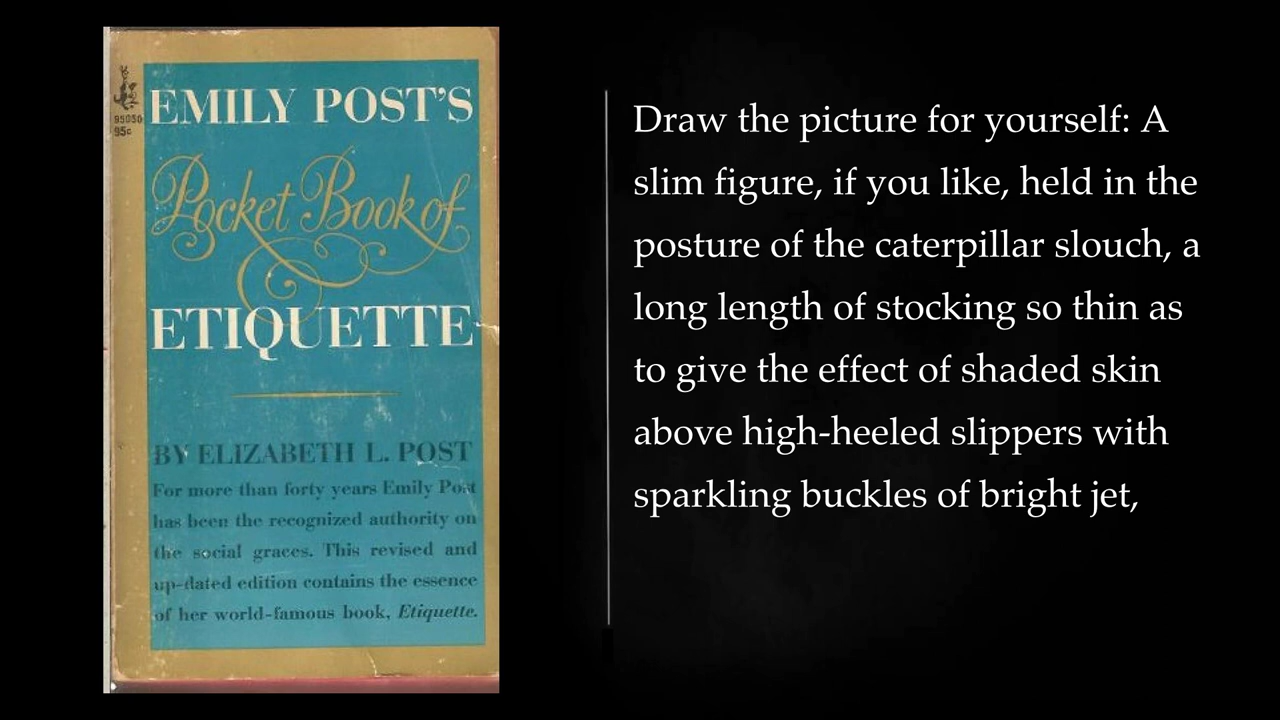 EMILY POST'S
95050
95c
Pocket Book of
ETIQUETTE
BY ELIZABETH L. POST
For more than forty years Emily Post
has been the recognized authority on
the social graces. This revised and
up-dated edition contains the essence
of her world-famous book, Etiquette.
Draw the picture for yourself: A
slim figure, if you like, held in the
posture of the caterpillar slouch, a
long length of stocking so thin as
to give the effect of shaded skin
above high-heeled slippers with
sparkling buckles of bright jet,